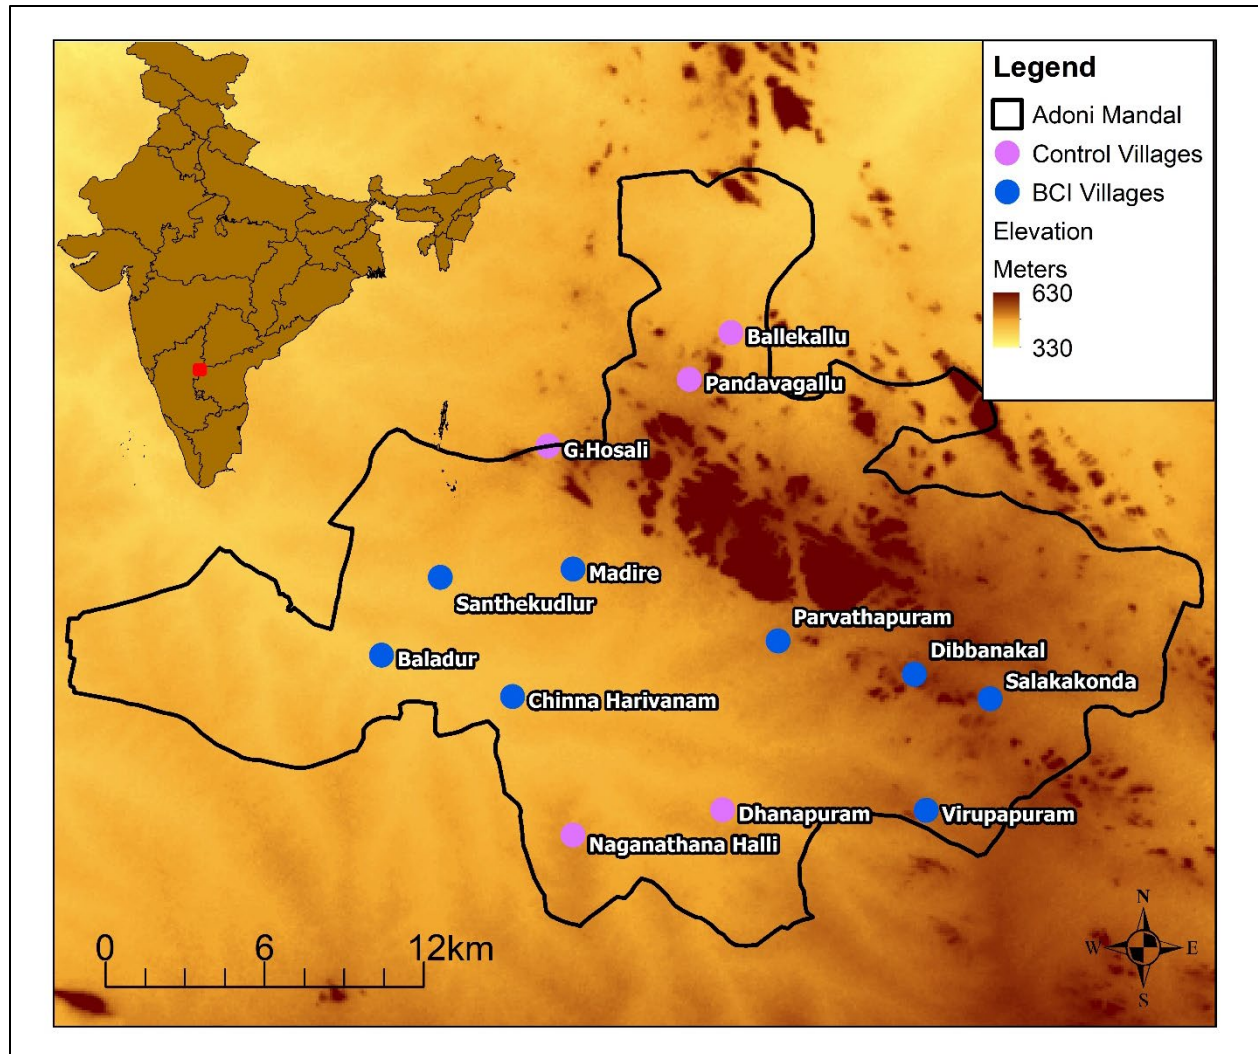 Legend
Adoni Mandal
Control Villages
BCI Villages
Elevation
Meters
630
330
Ballekallu
Pandavagallu
G.Hosali
Madire
Santhekudlur
Parvathapuram
Baladur
Dibbanakal
Salakakonda
Chinna Harivanam
Dhanapuram
Virupapuram
Naganathana Halli
0 6 12km
N
W E
S